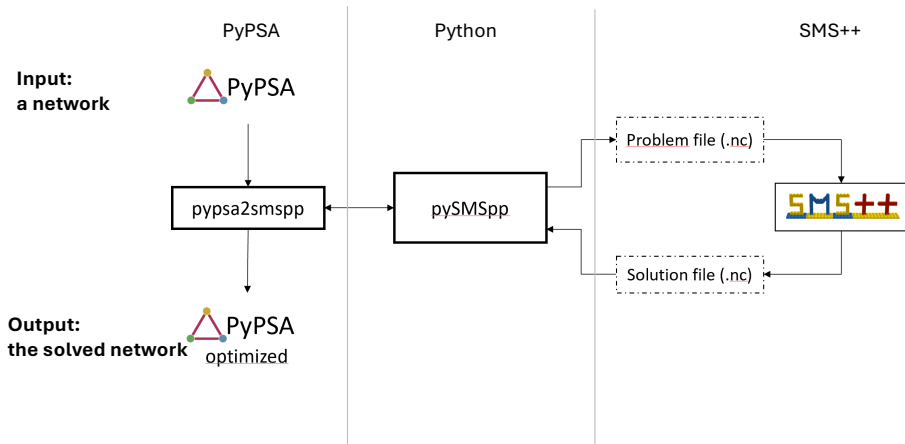 PyPSA
Python
SMS++
Input:
a network
PyPSA
Problem file (.nc)
SMS++
pypsa2smspp
pySMSpp
Solution file (.nc)
Output:
the solved network
PyPSA
optimized